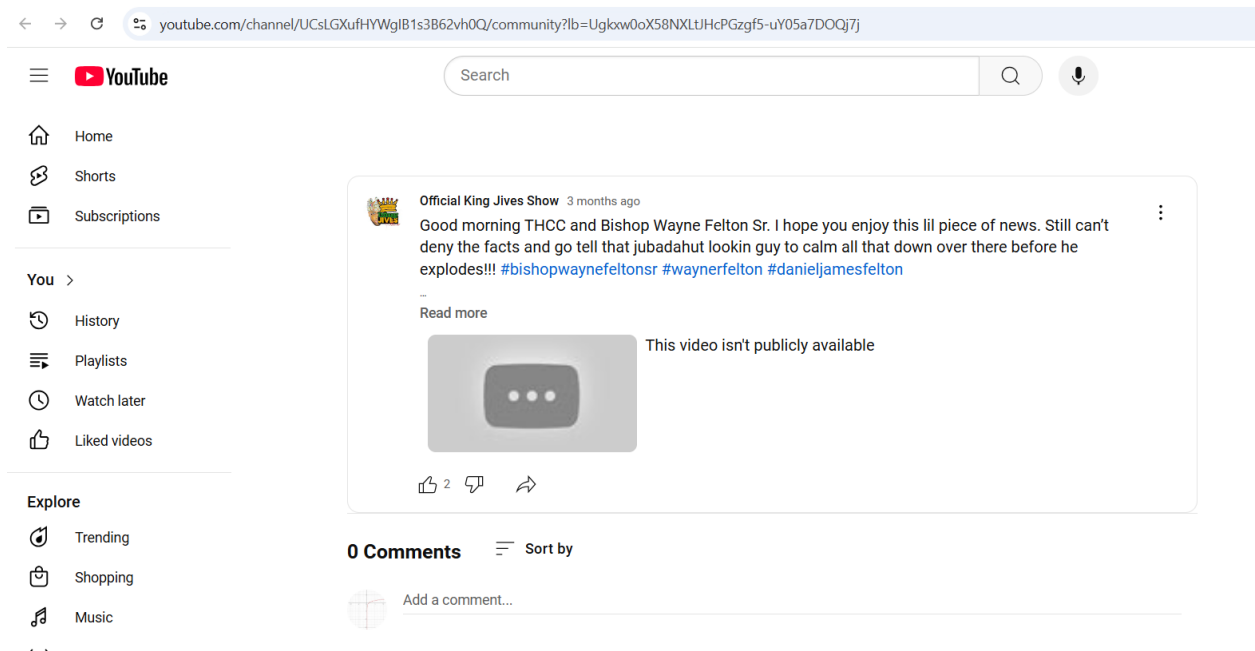 youtube.com/channel/UCsLGXufHYWgIB1s3B62vh0Q/community?lb=Ugkxw0oX58NXLtJHcPGzgf5-uY05a7DOQj7j
YouTube
Search
Home
Shorts
Subscriptions
You
History
Playlists
Watch later
Liked videos
Explore
Trending
Shopping
Music
Official King Jives Show 3 months ago
Good morning THCC and Bishop Wayne Felton Sr. I hope you enjoy this lil piece of news. Still can't
deny the facts and go tell that jubadahut lookin guy to calm all that down over there before he
explodes!!! #bishopwaynefeltonsr #waynerfelton #danieljamesfelton
...
Read more
This video isn't publicly available
2
0 Comments
Sort by
Add a comment...